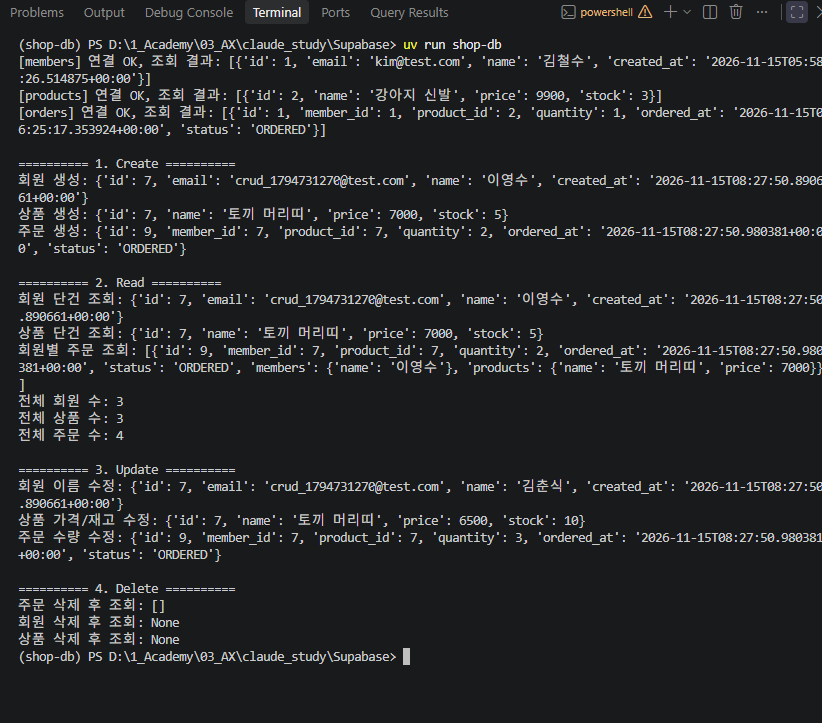 Problems Output Debug Console Terminal Ports Query Results powershell
(shop-db) PS D:\1_Academy\03_AX\claude_study\Supabase> uv run shop-db
[members] 연결 OK, 조회 결과: [{'id': 1, 'email': 'kim@test.com', 'name': '김철수', 'created_at': '2026-11-15T05:58
:26.514875+00:00'}]
[products] 연결 OK, 조회 결과: [{'id': 2, 'name': '강아지 신발', 'price': 9900, 'stock': 3}]
[orders] 연결 OK, 조회 결과: [{'id': 1, 'member_id': 1, 'product_id': 2, 'quantity': 1, 'ordered_at': '2026-11-15T0
6:25:17.353924+00:00', 'status': 'ORDERED'}]
========== 1. Create ==========
회원 생성: {'id': 7, 'email': 'crud_1794731270@test.com', 'name': '이영수', 'created_at': '2026-11-15T08:27:50.8906
61+00:00'}
상품 생성: {'id': 7, 'name': '토끼 머리띠', 'price': 7000, 'stock': 5}
주문 생성: {'id': 9, 'member_id': 7, 'product_id': 7, 'quantity': 2, 'ordered_at': '2026-11-15T08:27:50.980381+00:0
0', 'status': 'ORDERED'}
========== 2. Read ==========
회원 단건 조회: {'id': 7, 'email': 'crud_1794731270@test.com', 'name': '이영수', 'created_at': '2026-11-15T08:27:50
.890661+00:00'}
상품 단건 조회: {'id': 7, 'name': '토끼 머리띠', 'price': 7000, 'stock': 5}
회원별 주문 조회: [{'id': 9, 'member_id': 7, 'product_id': 7, 'quantity': 2, 'ordered_at': '2026-11-15T08:27:50.980
381+00:00', 'status': 'ORDERED', 'members': {'name': '이영수'}, 'products': {'name': '토끼 머리띠', 'price': 7000}}
]
전체 회원 수: 3
전체 상품 수: 3
전체 주문 수: 4
========== 3. Update ==========
회원 이름 수정: {'id': 7, 'email': 'crud_1794731270@test.com', 'name': '김춘식', 'created_at': '2026-11-15T08:27:50
.890661+00:00'}
상품 가격/재고 수정: {'id': 7, 'name': '토끼 머리띠', 'price': 6500, 'stock': 10}
주문 수량 수정: {'id': 9, 'member_id': 7, 'product_id': 7, 'quantity': 3, 'ordered_at': '2026-11-15T08:27:50.980381
+00:00', 'status': 'ORDERED'}
========== 4. Delete ==========
주문 삭제 후 조회: []
회원 삭제 후 조회: None
상품 삭제 후 조회: None
(shop-db) PS D:\1_Academy\03_AX\claude_study\Supabase>